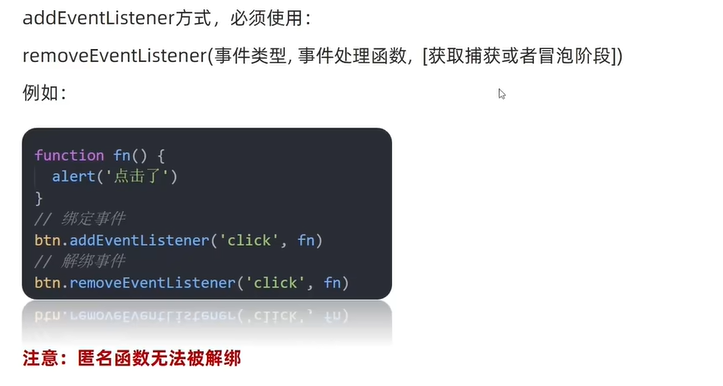 addEventListener方式，必须使用：
removeEventListener(事件类型, 事件处理函数, [获取捕获或者冒泡阶段])
例如：
function fn() {
  alert('点击了')
}
// 绑定事件
btn.addEventListener('click', fn)
// 解绑事件
btn.removeEventListener('click', fn)
注意：匿名函数无法被解绑